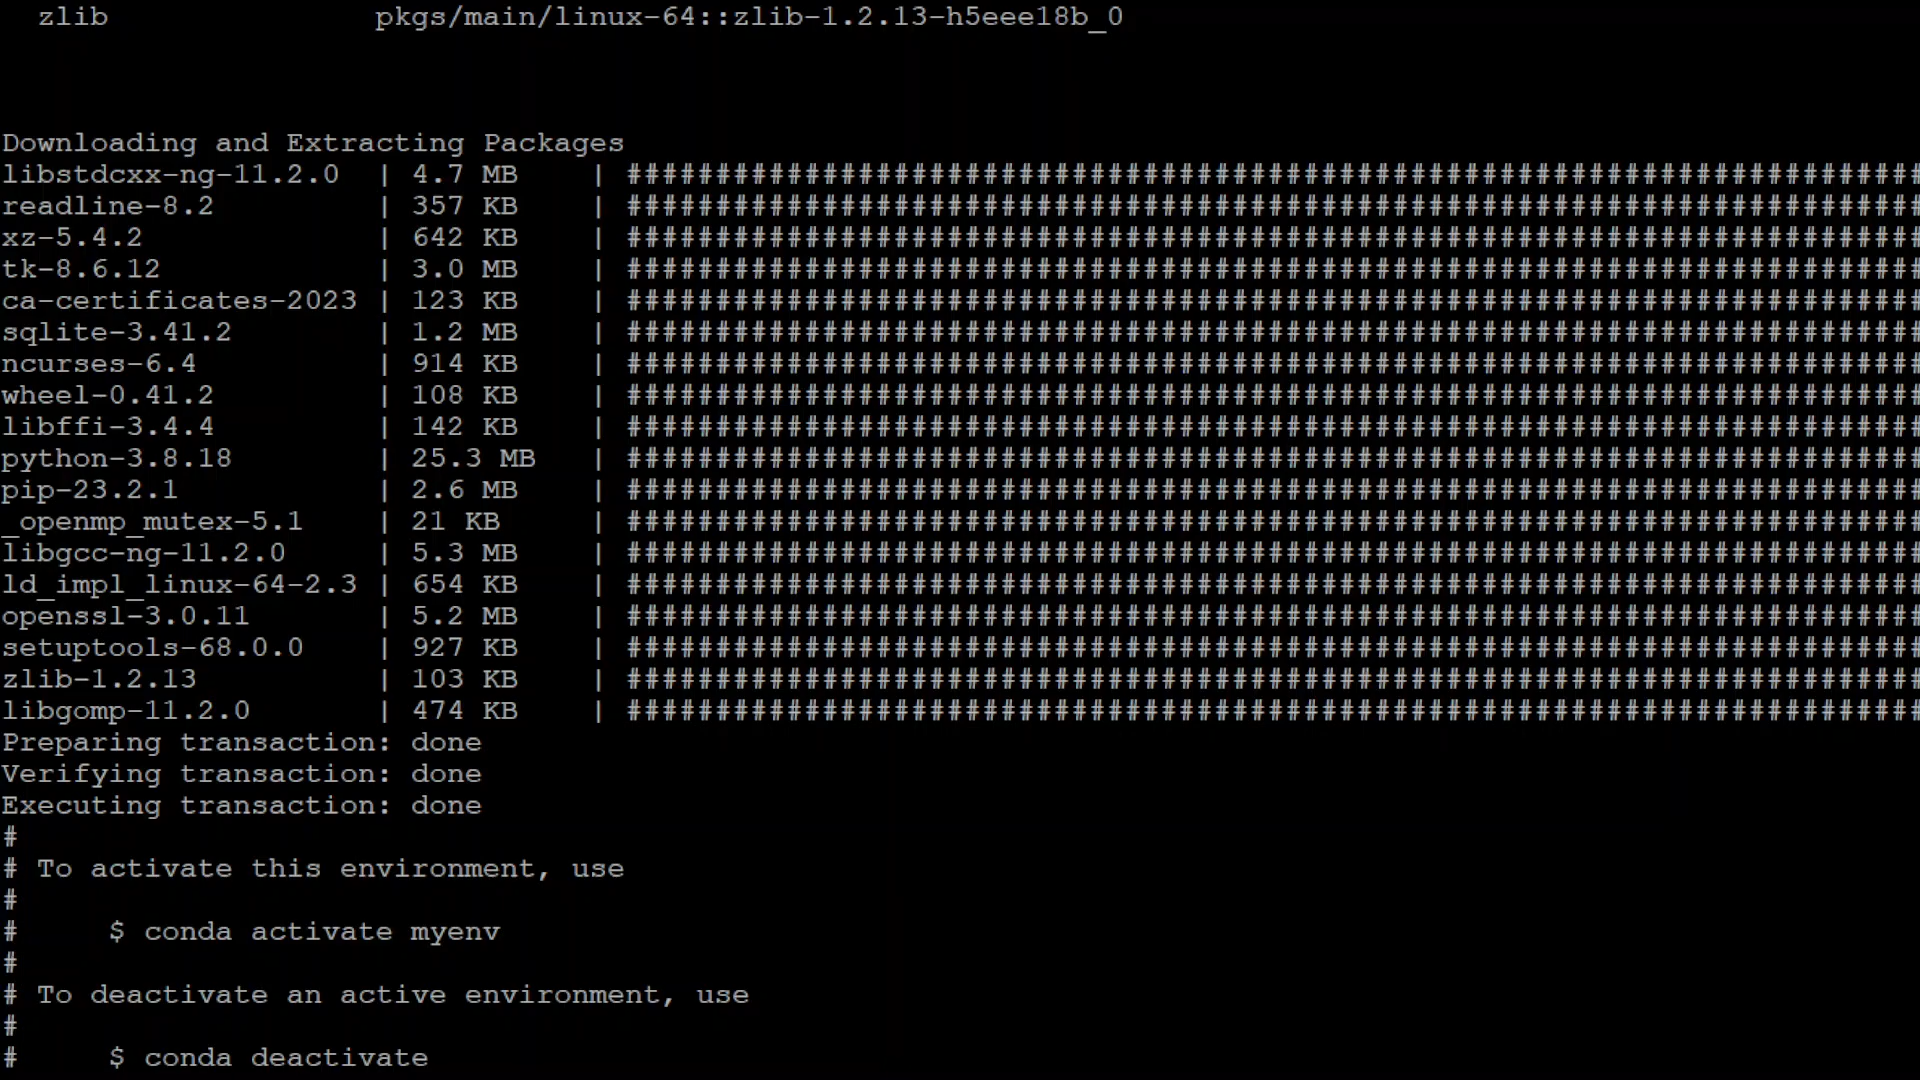 zlib pkgs/main/linux-64::zlib-1.2.13-h5eee18b_0
Downloading and Extracting Packages
libstdcxx-ng-11.2.0 | 4.7 MB | #########################################################################
readline-8.2 | 357 KB | #########################################################################
xz-5.4.2 | 642 KB | #########################################################################
tk-8.6.12 | 3.0 MB | #########################################################################
ca-certificates-2023 | 123 KB | #########################################################################
sqlite-3.41.2 | 1.2 MB | #########################################################################
ncurses-6.4 | 914 KB | #########################################################################
wheel-0.41.2 | 108 KB | #########################################################################
libffi-3.4.4 | 142 KB | #########################################################################
python-3.8.18 | 25.3 MB | #########################################################################
pip-23.2.1 | 2.6 MB | #########################################################################
_openmp_mutex-5.1 | 21 KB | #########################################################################
libgcc-ng-11.2.0 | 5.3 MB | #########################################################################
ld_impl_linux-64-2.3 | 654 KB | #########################################################################
openssl-3.0.11 | 5.2 MB | #########################################################################
setuptools-68.0.0 | 927 KB | #########################################################################
zlib-1.2.13 | 103 KB | #########################################################################
libgomp-11.2.0 | 474 KB | #########################################################################
Preparing transaction: done
Verifying transaction: done
Executing transaction: done
#
# To activate this environment, use
#
# $ conda activate myenv
#
# To deactivate an active environment, use
#
# $ conda deactivate